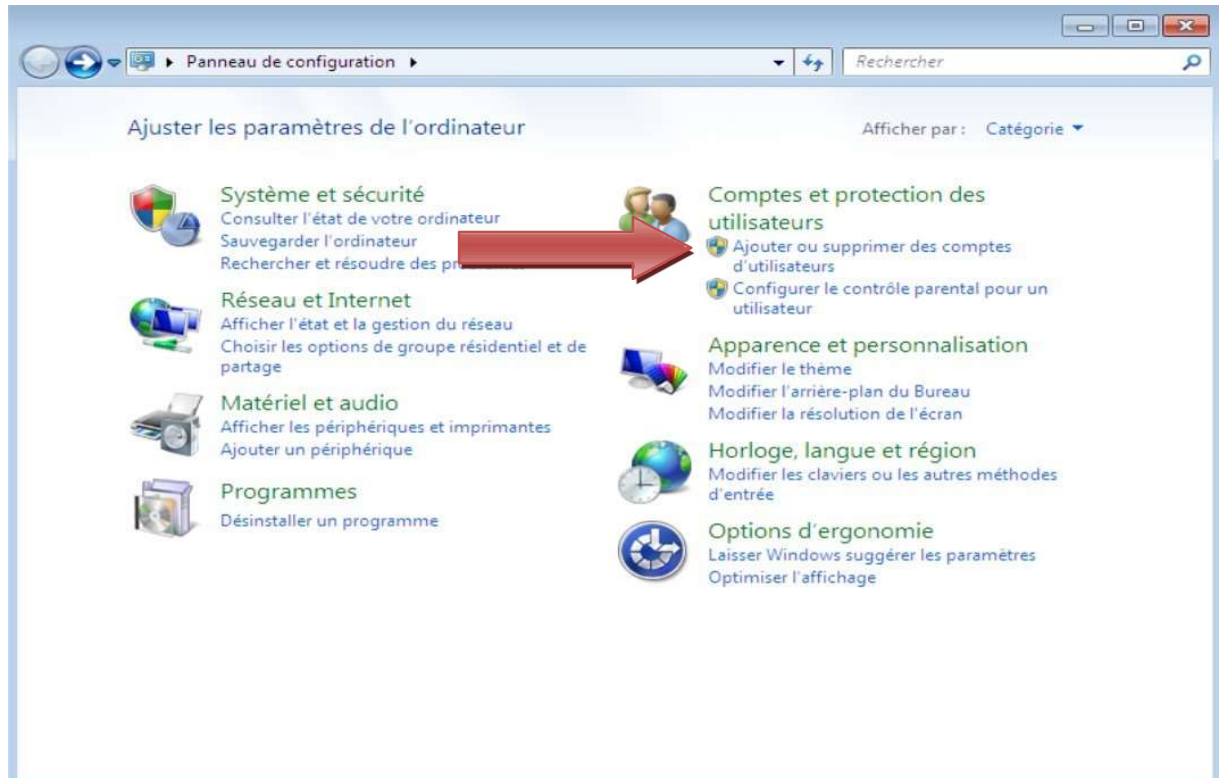 Panneau de configuration
Rechercher
Ajuster les paramètres de l'ordinateur
Afficher par : Catégorie
Système et sécurité
Consulter l'état de votre ordinateur
Sauvegarder l'ordinateur
Rechercher et résoudre des
Réseau et Internet
Afficher l'état et la gestion du réseau
Choisir les options de groupe résidentiel et de
partage
Matériel et audio
Afficher les périphériques et imprimantes
Ajouter un périphérique
Programmes
Désinstaller un programme
Comptes et protection des
utilisateurs
Ajouter ou supprimer des comptes
d'utilisateurs
Configurer le contrôle parental pour un
utilisateur
Apparence et personnalisation
Modifier le thème
Modifier l'arrière-plan du Bureau
Modifier la résolution de l'écran
Horloge, langue et région
Modifier les claviers ou les autres méthodes
d'entrée
Options d'ergonomie
Laisser Windows suggérer les paramètres
Optimiser l'affichage